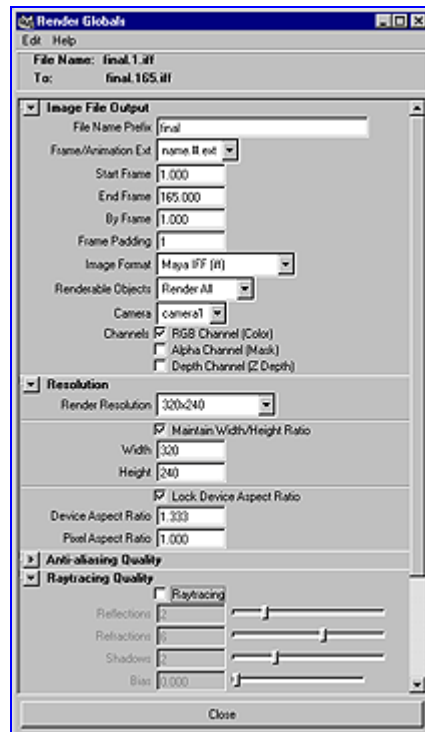 Render Globals
Edit Help
File Name: final.1.iff
To: final.165.iff
Image File Output
File Name Prefix final
Frame/Animation Ext name.#.ext
Start Frame 1.000
End Frame 165.000
By Frame 1.000
Frame Padding 1
Image Format Maya IFF (iff)
Renderable Objects Render All
Camera camera1
Channels RGB Channel (Color)
Alpha Channel (Mask)
Depth Channel (Z Depth)
Resolution
Render Resolution 320x240
Maintain Width/Height Ratio
Width 320
Height 240
Lock Device Aspect Ratio
Device Aspect Ratio 1.333
Pixel Aspect Ratio 1.000
Anti-aliasing Quality
Raytracing Quality
Raytracing
Reflections 2
Refractions 6
Shadows 2
Bias 0.000
Close